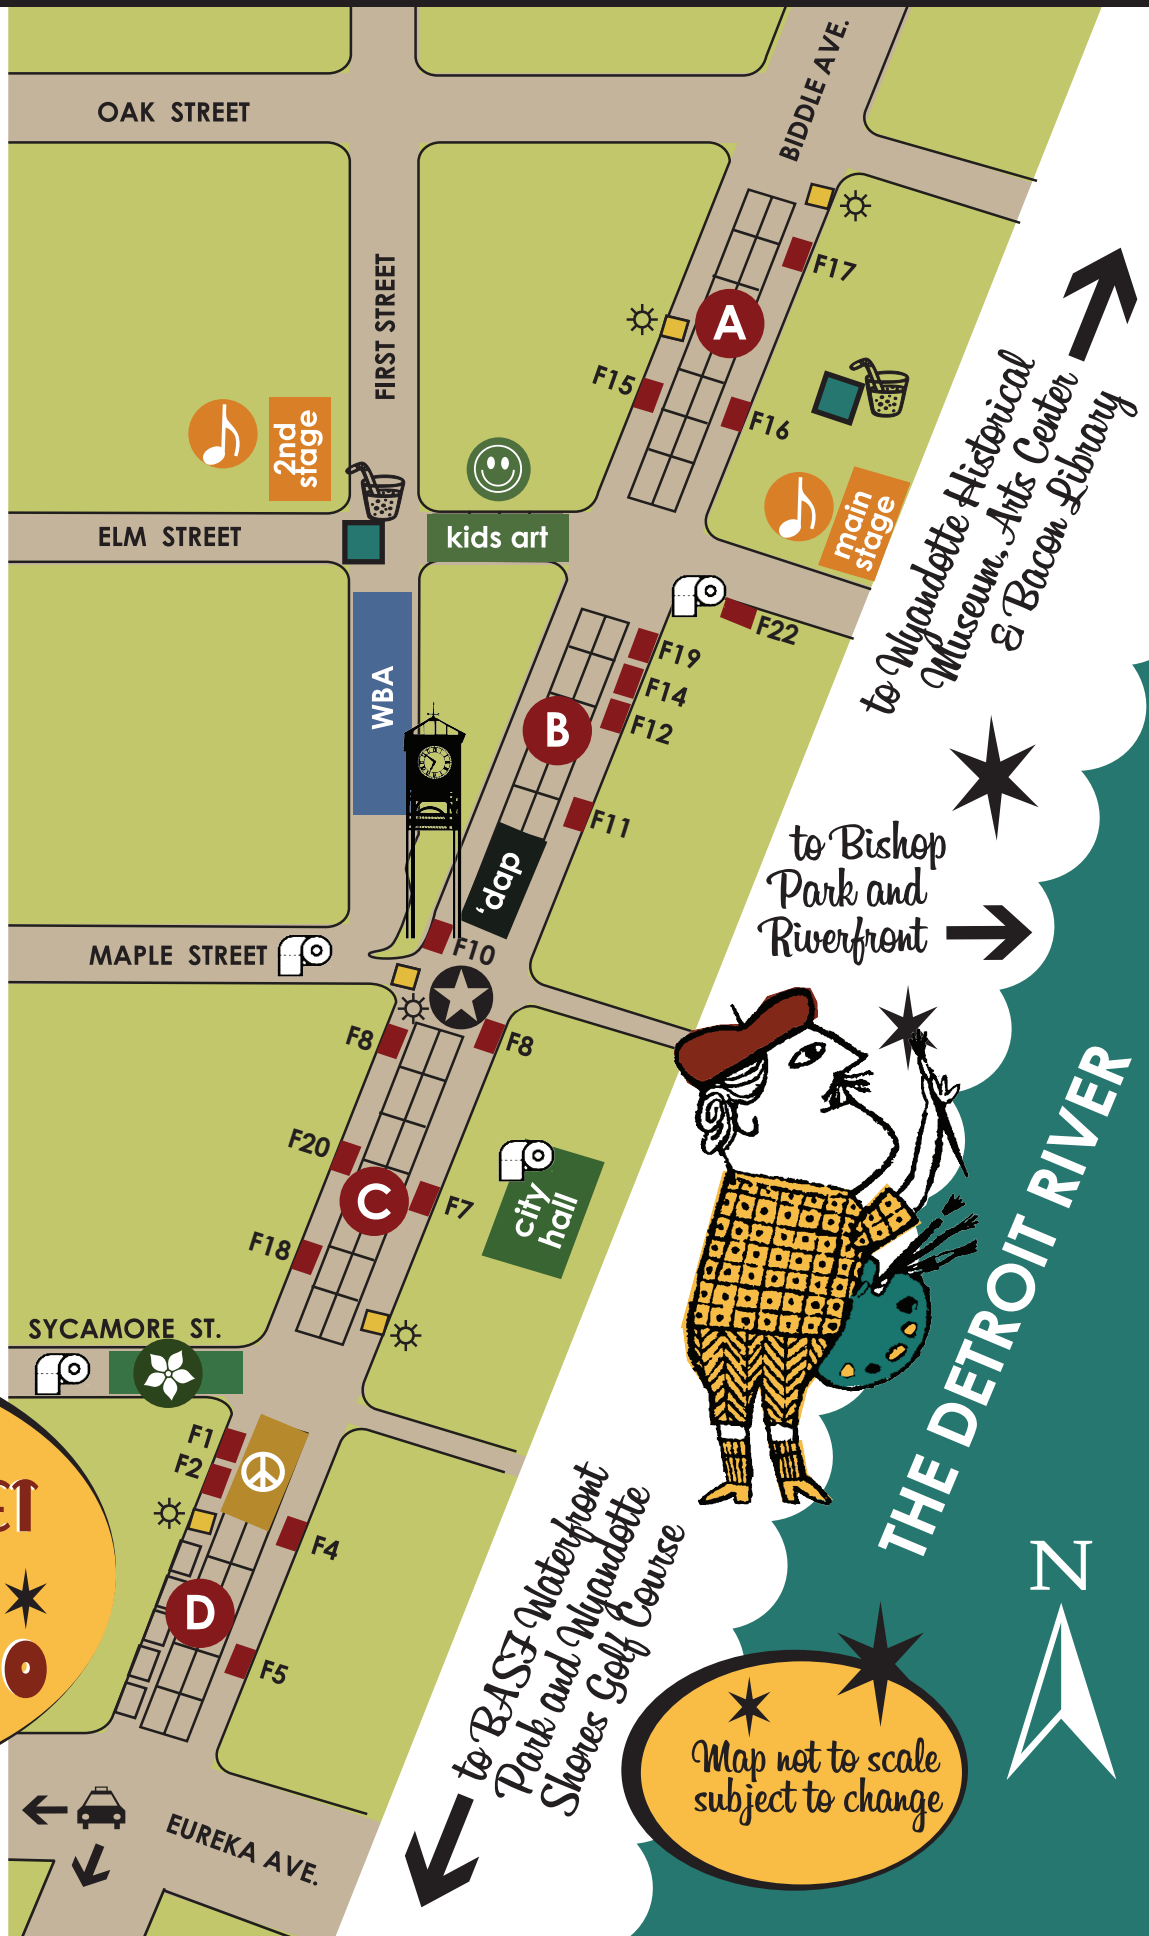 OAK STREET
BIDDLE AVE.
FIRST STREET
F17
A
F15
F16
2nd
stage
main
stage
ELM STREET
kids art
to Wyandotte Historical
Museum, Arts Center
& Bacon Library
F22
F19
F14
F12
WBA
B
F11
'dap
to Bishop
Park and
Riverfront
MAPLE STREET
F10
F8
F8
F20
C
F7
city
hall
F18
SYCAMORE ST.
F1
F2
F4
D
F5
THE DETROIT RIVER
to BASF Waterfront
Park and Wyandotte
Shores Golf Course
N
Map not to scale
subject to change
EUREKA AVE.